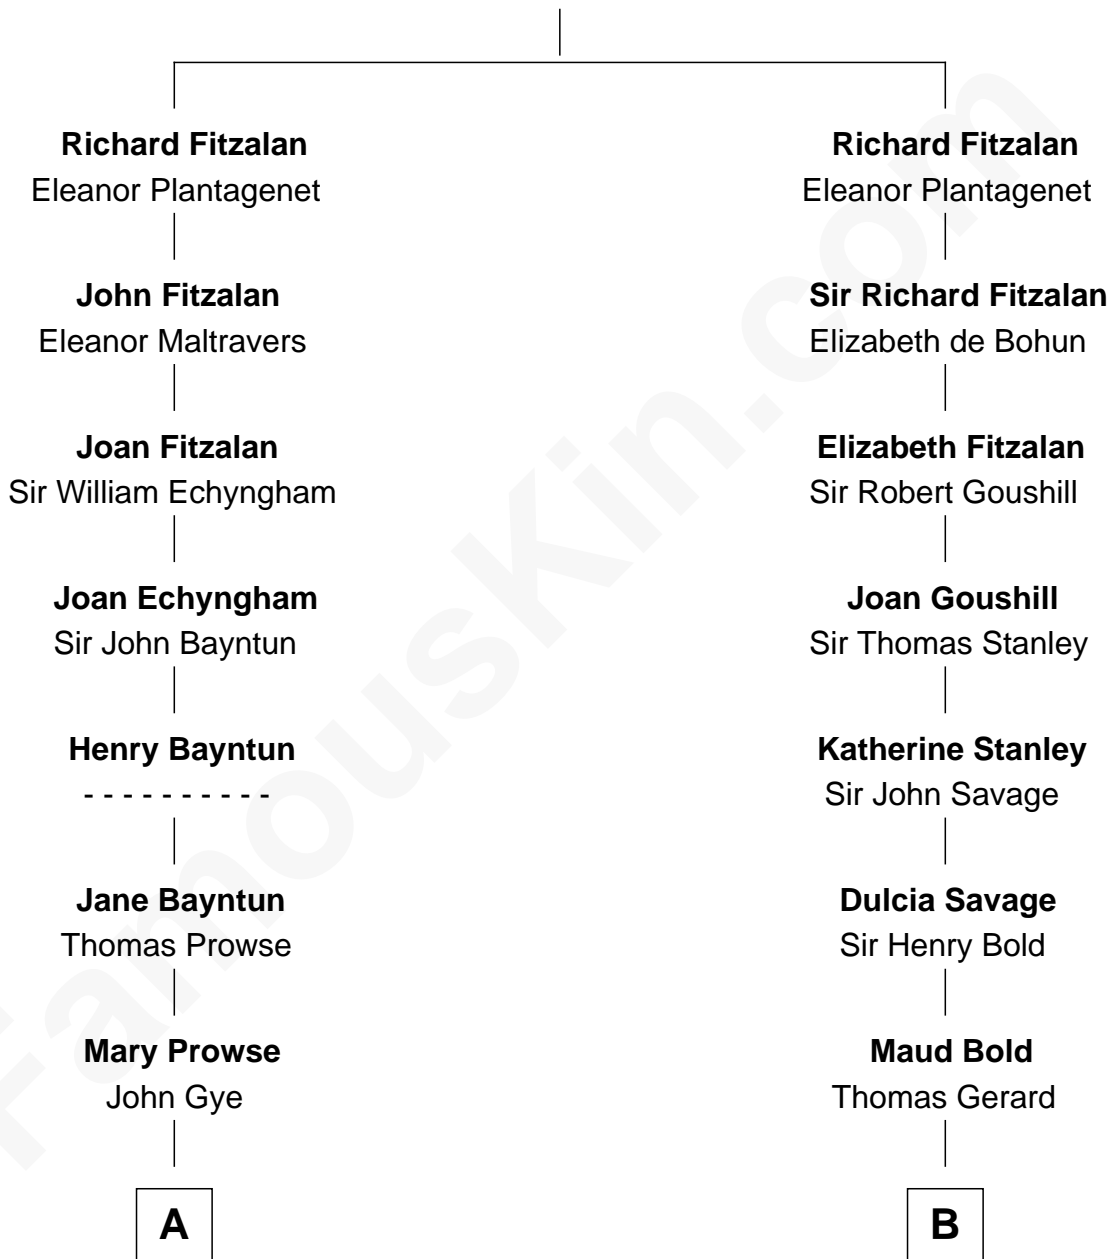 Richard Fitzalan
Eleanor Plantagenet
John Fitzalan
Eleanor Maltravers
Joan Fitzalan
Sir William Echyngham
Joan Echyngham
Sir John Bayntun
Henry Bayntun
- - - - - - - - - -
Jane Bayntun
Thomas Prowse
Mary Prowse
John Gye
A
Richard Fitzalan
Eleanor Plantagenet
Sir Richard Fitzalan
Elizabeth de Bohun
Elizabeth Fitzalan
Sir Robert Goushill
Joan Goushill
Sir Thomas Stanley
Katherine Stanley
Sir John Savage
Dulcia Savage
Sir Henry Bold
Maud Bold
Thomas Gerard
B
FamousKin.com